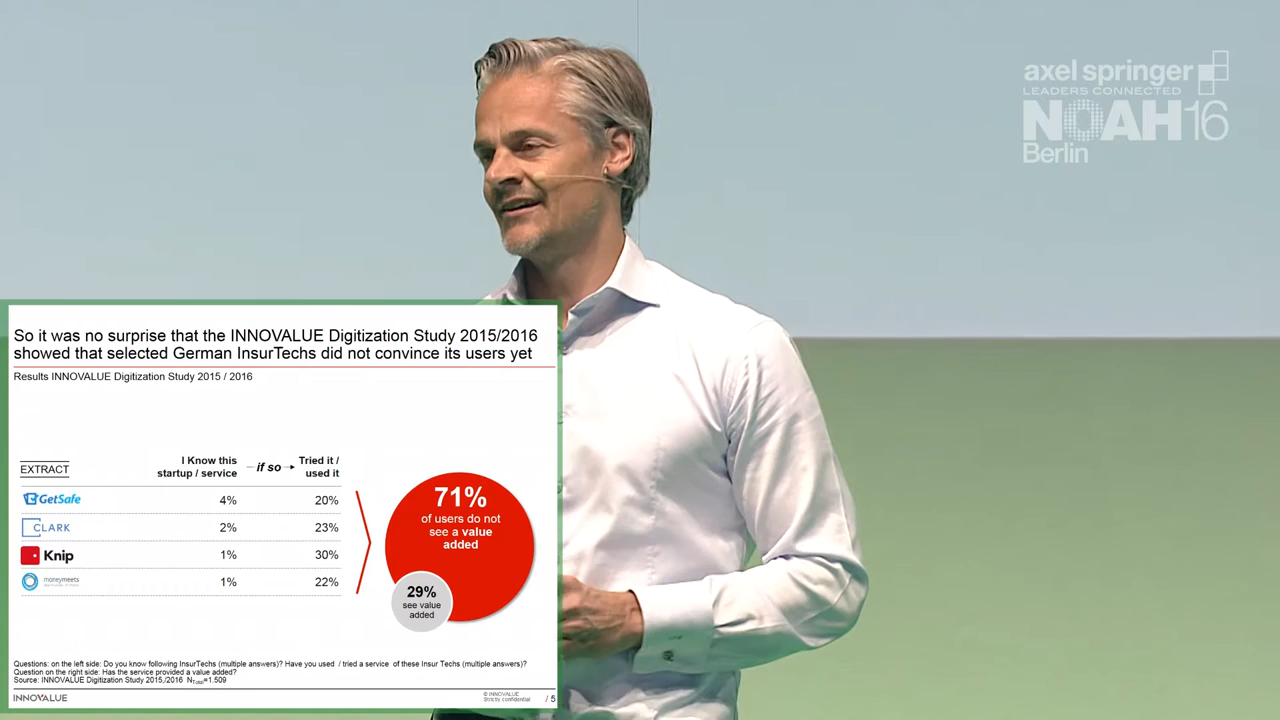 axel springer
LEADERS CONNECTED
NOAH16
Berlin
So it was no surprise that the INNOVALUE Digitization Study 2015/2016
showed that selected German InsurTechs did not convince its users yet
Results INNOVALUE Digitization Study 2015 / 2016
EXTRACT
I Know this
startup / service
if so
Tried it /
used it
GetSafe 4% 20%
CLARK 2% 23%
Knip 1% 30%
moneymeets 1% 22%
71%
of users do not
see a value
added
29%
see value
added
Questions: on the left side: Do you know following InsurTechs (multiple answers)? Have you used / tried a service of these Insur Techs (multiple answers)?
Question on the right side: Has the service provided a value added?
Source: INNOVALUE Digitization Study 2015,/2016 NTotal=1.509
INNOVALUE
© INNOVALUE
Strictly confidential
/ 5